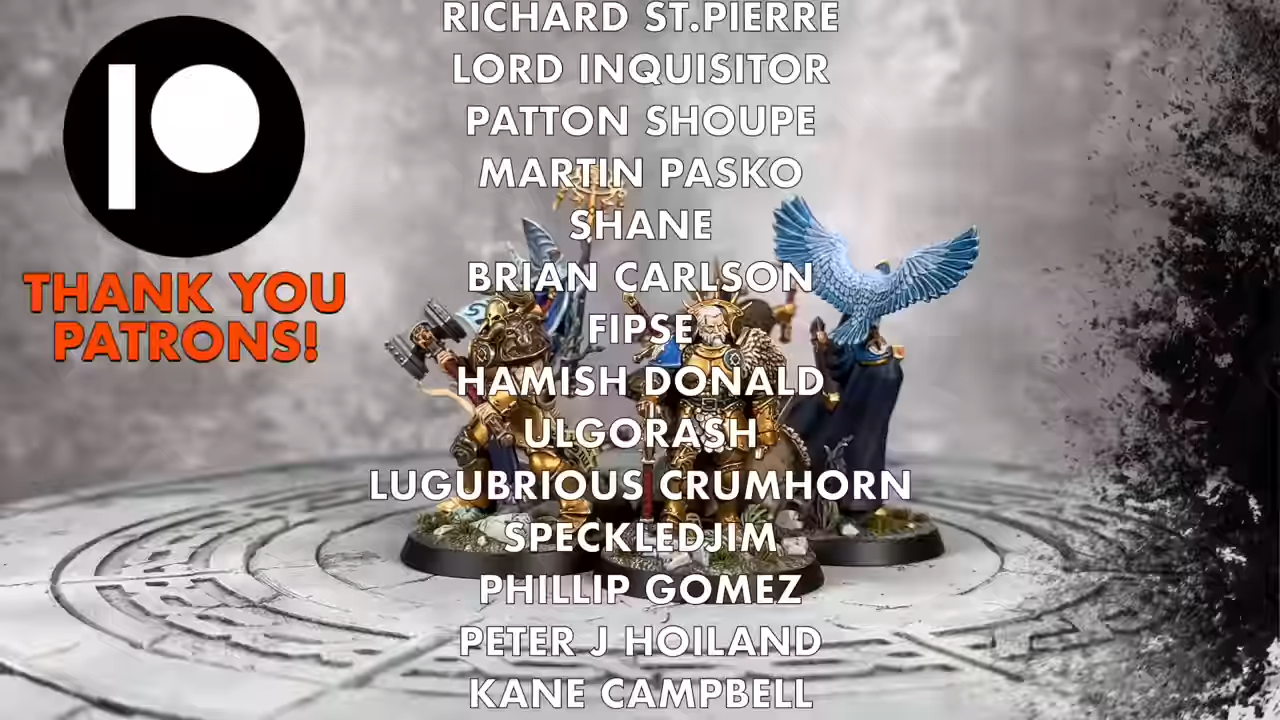 THANK YOU
PATRONS!
RICHARD ST.PIERRE
LORD INQUISITOR
PATTON SHOUPE
MARTIN PASKO
SHANE
BRIAN CARLSON
FIPSE
HAMISH DONALD
ULGORASH
LUGUBRIOUS CRUMHORN
SPECKLEDJIM
PHILLIP GOMEZ
PETER J HOILAND
KANE CAMPBELL